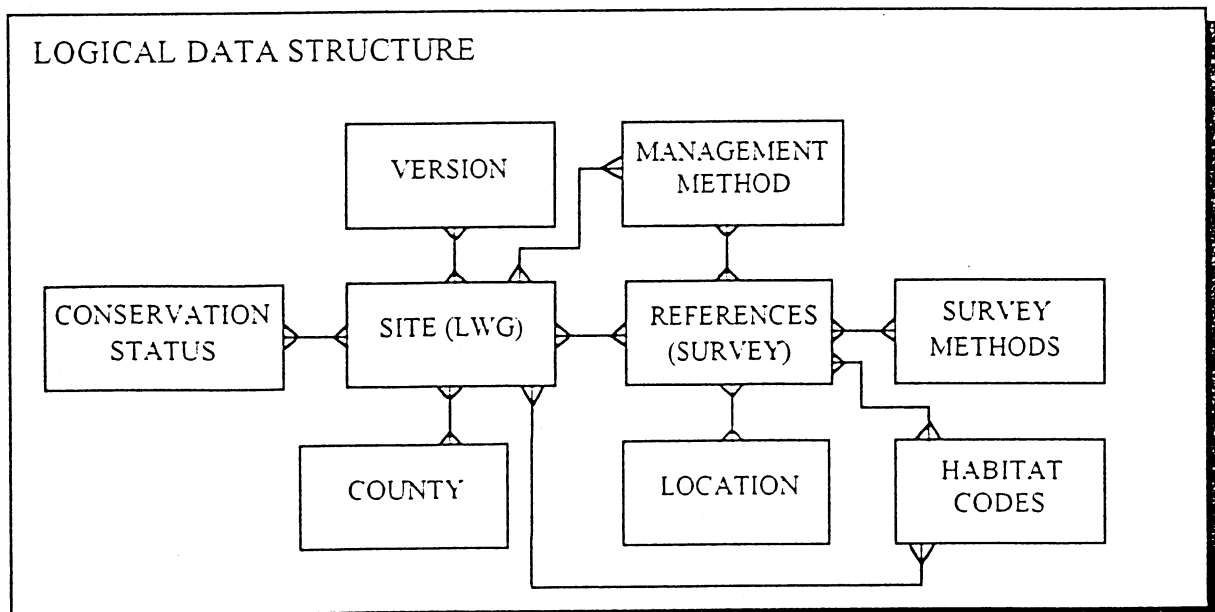 LOGICAL DATA STRUCTURE
VERSION
MANAGEMENT
METHOD
CONSERVATION
STATUS
SITE (LWG)
REFERENCES
(SURVEY)
SURVEY
METHODS
COUNTY
LOCATION
HABITAT
CODES